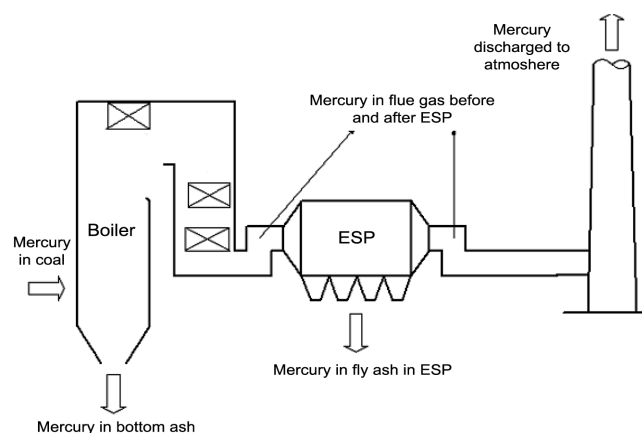 Mercury
discharged to
atmoshere
Mercury in flue gas before
and after ESP
Boiler
ESP
Mercury
in coal
Mercury in fly ash in ESP
Mercury in bottom ash